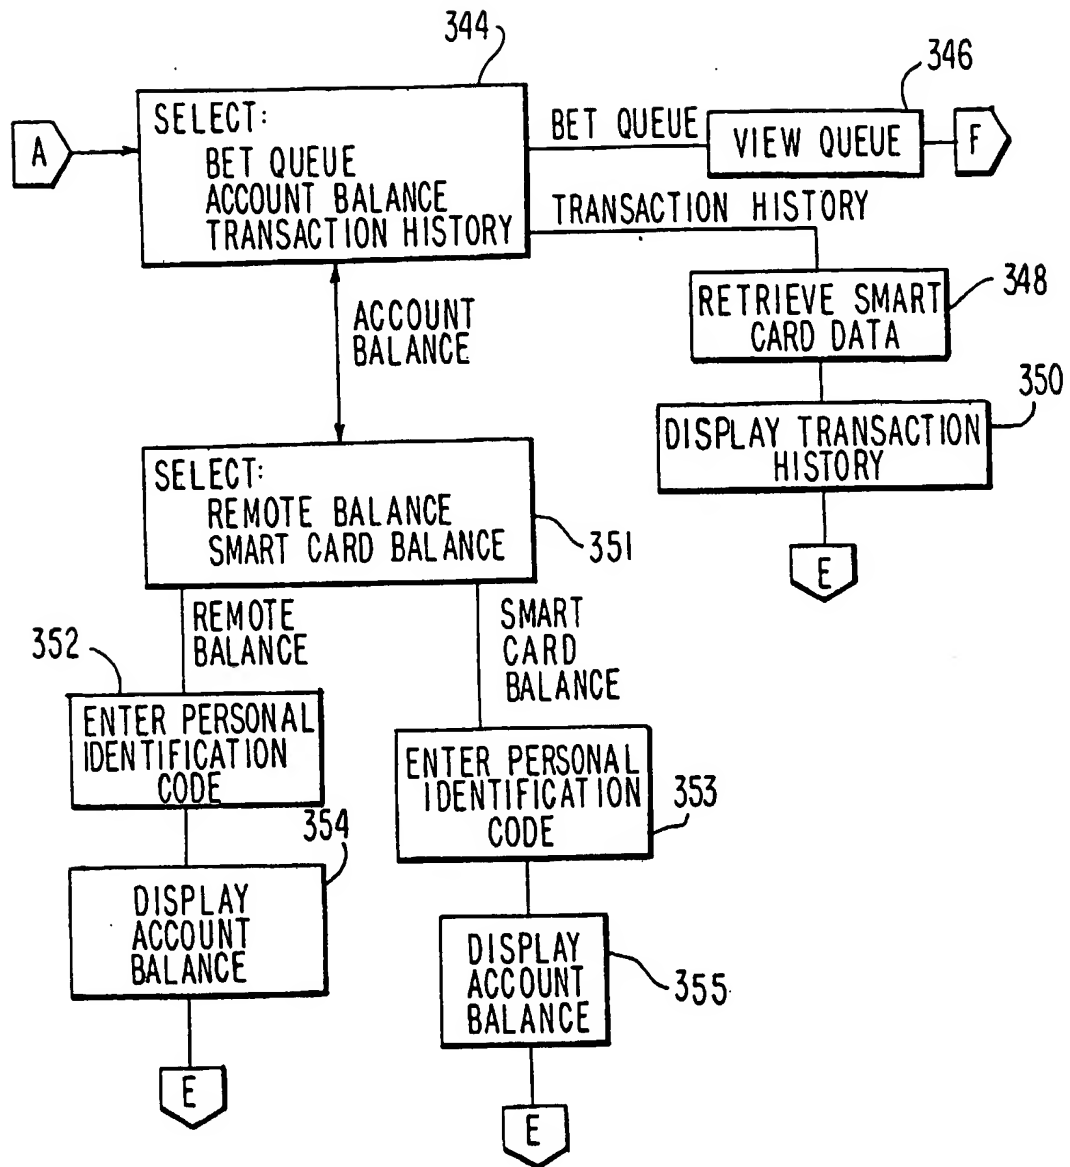 344
346
A
SELECT:
BET QUEUE
ACCOUNT BALANCE
TRANSACTION HISTORY
BET QUEUE
VIEW QUEUE
F
TRANSACTION HISTORY
348
RETRIEVE SMART
CARD DATA
350
DISPLAY TRANSACTION
HISTORY
E
ACCOUNT
BALANCE
SELECT:
REMOTE BALANCE
SMART CARD BALANCE
351
REMOTE
BALANCE
352
ENTER PERSONAL
IDENTIFICATION
CODE
354
DISPLAY
ACCOUNT
BALANCE
E
SMART
CARD
BALANCE
ENTER PERSONAL
IDENTIFICATION
CODE
353
DISPLAY
ACCOUNT
BALANCE
355
E